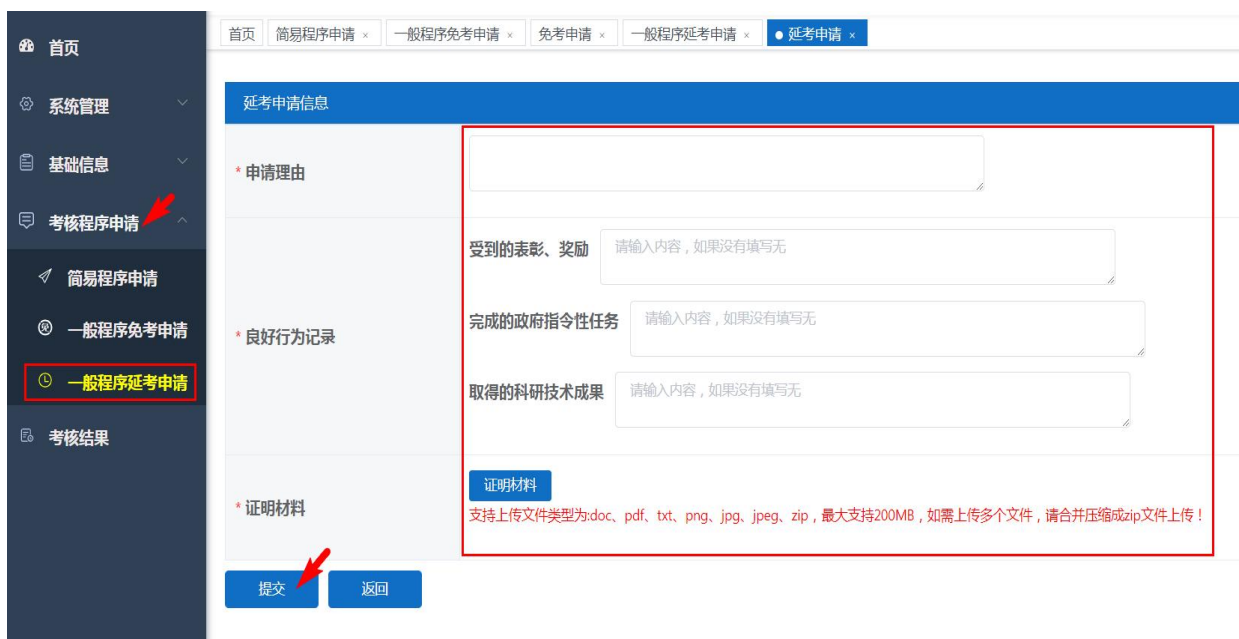 首页
系统管理
基础信息
考核程序申请
简易程序申请
一般程序免考申请
一般程序延考申请
考核结果
首页 简易程序申请 × 一般程序免考申请 × 免考申请 × 一般程序延考申请 × ● 延考申请 ×
延考申请信息
* 申请理由
* 良好行为记录
受到的表彰、奖励 请输入内容，如果没有填写无
完成的政府指令性任务 请输入内容，如果没有填写无
取得的科研技术成果 请输入内容，如果没有填写无
* 证明材料
证明材料
支持上传文件类型为:doc、pdf、txt、png、jpg、jpeg、zip，最大支持200MB，如需上传多个文件，请合并压缩成zip文件上传！
提交 返回